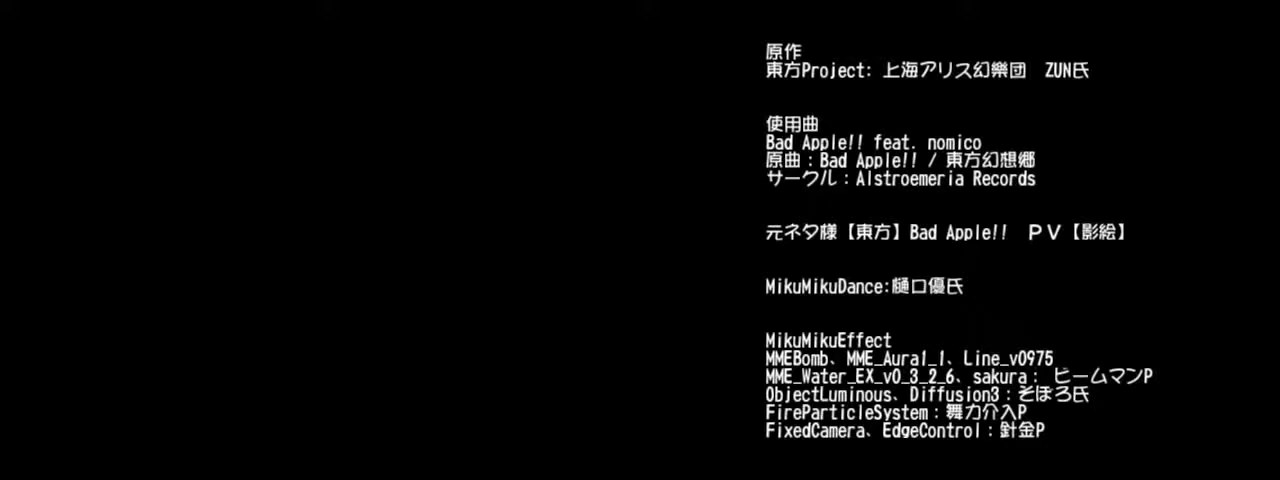 原作
東方Project: 上海アリス幻樂団　ZUN氏
使用曲
Bad Apple!! feat. nomico
原曲：Bad Apple!! / 東方幻想郷
サークル：Alstroemeria Records
元ネタ様【東方】Bad Apple!!　ＰＶ【影絵】
MikuMikuDance:樋口優氏
MikuMikuEffect
MMEBomb、MME_Aura1_1、Line_v0975
MME_Water_EX_v0_3_2_6、sakura： ビームマンP
ObjectLuminous、Diffusion3：そぼろ氏
FireParticleSystem：舞力介入P
FixedCamera、EdgeControl：針金P